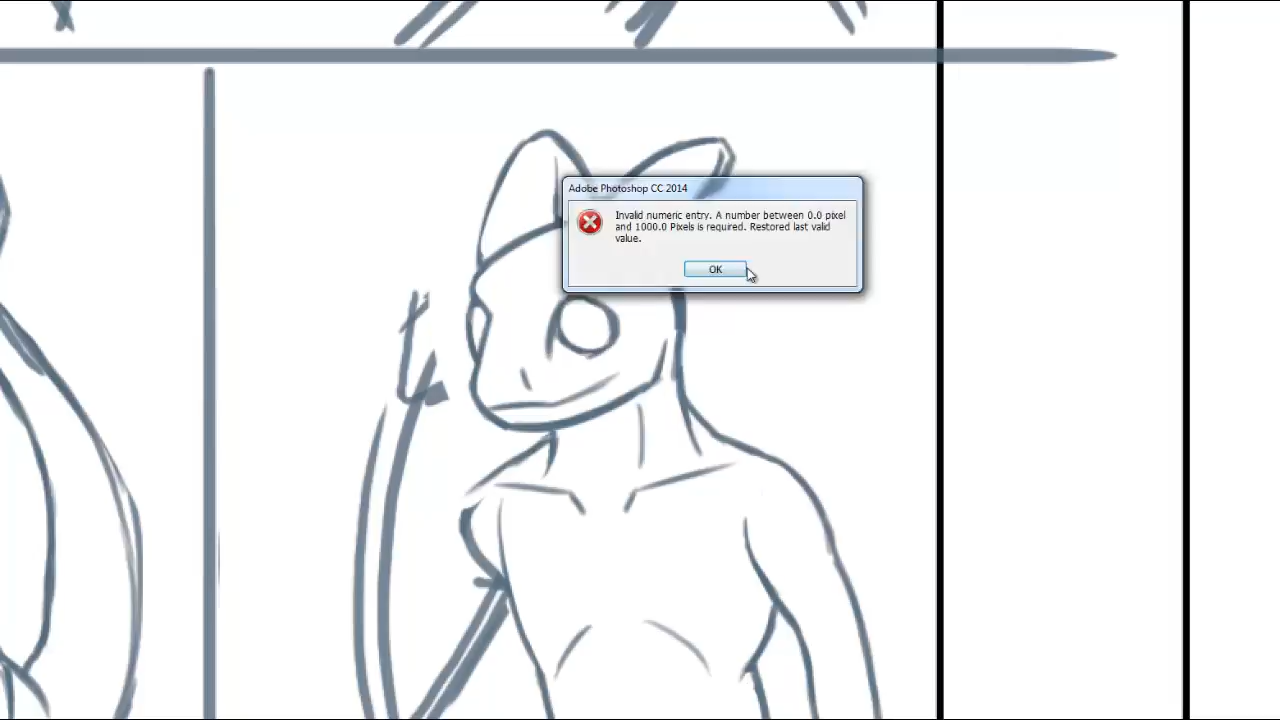 Adobe Photoshop CC 2014
Invalid numeric entry. A number between 0.0 pixel
and 1000.0 Pixels is required. Restored last valid
value.
OK